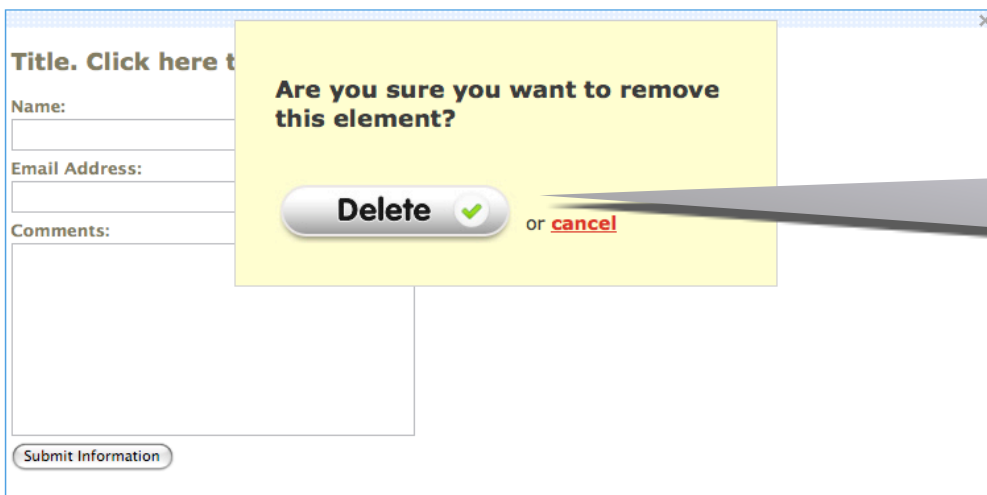 Title. Click here t
Are you sure you want to remove
this element?
Name:
Email Address:
Delete
or cancel
Comments:
Submit Information